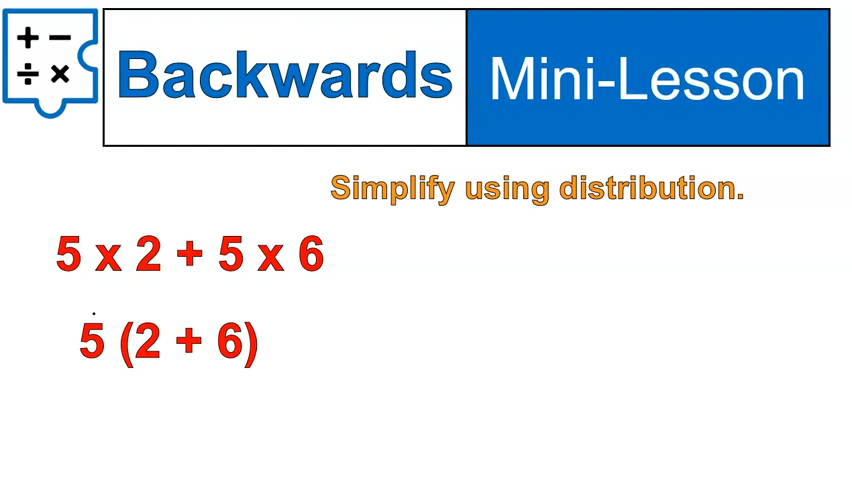 + −
÷ ×
Backwards Mini-Lesson
Simplify using distribution.
5 x 2 + 5 x 6
5 (2 + 6)